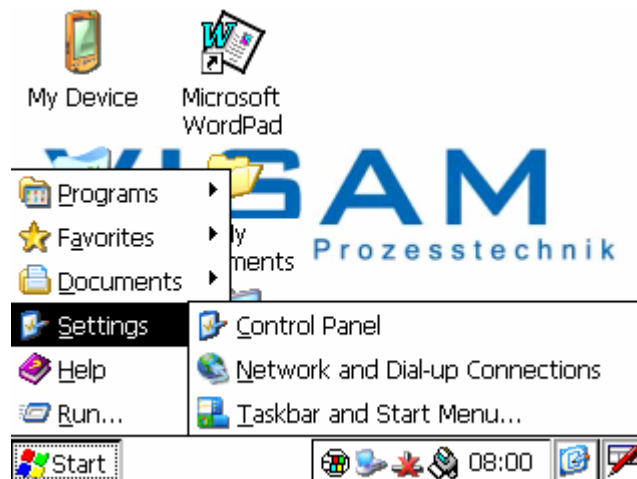 My Device
Microsoft
WordPad
VISAM
Prozesstechnik
Programs
Favorites
Documents
Settings
Help
Run...
Control Panel
Network and Dial-up Connections
Taskbar and Start Menu...
Start
08:00